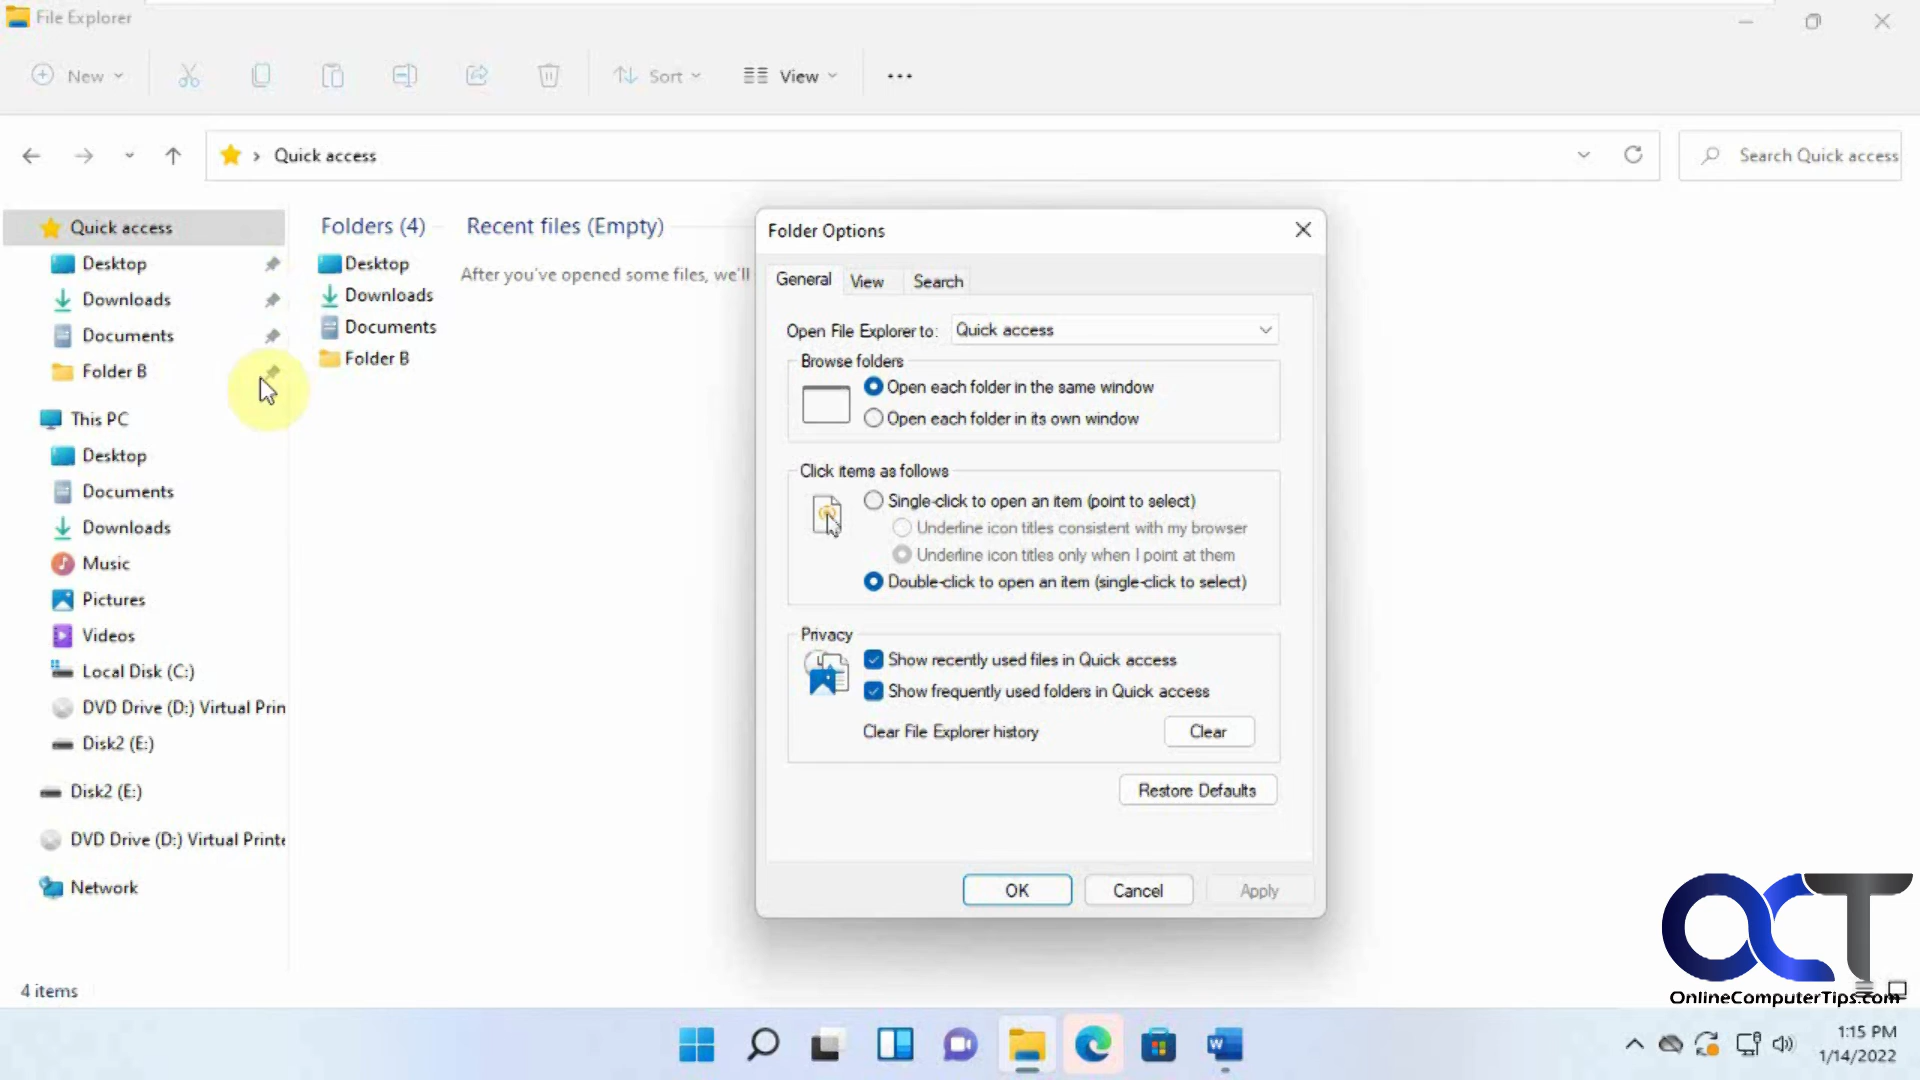 File Explorer
New
Sort
View
Quick access
Search Quick access
Quick access
Desktop
Downloads
Documents
Folder B
This PC
Desktop
Documents
Downloads
Music
Pictures
Videos
Local Disk (C:)
DVD Drive (D:) Virtual Prin
Disk2 (E:)
Disk2 (E:)
DVD Drive (D:) Virtual Printe
Network
Folders (4)
Desktop
Downloads
Documents
Folder B
Recent files (Empty)
After you've opened some files, we'll
Folder Options
General View Search
Open File Explorer to: Quick access
Browse folders
Open each folder in the same window
Open each folder in its own window
Click items as follows
Single-click to open an item (point to select)
Underline icon titles consistent with my browser
Underline icon titles only when I point at them
Double-click to open an item (single-click to select)
Privacy
Show recently used files in Quick access
Show frequently used folders in Quick access
Clear File Explorer history Clear
Restore Defaults
OK Cancel Apply
4 items
OCT
OnlineComputerTips.com
1:15 PM
1/14/2022